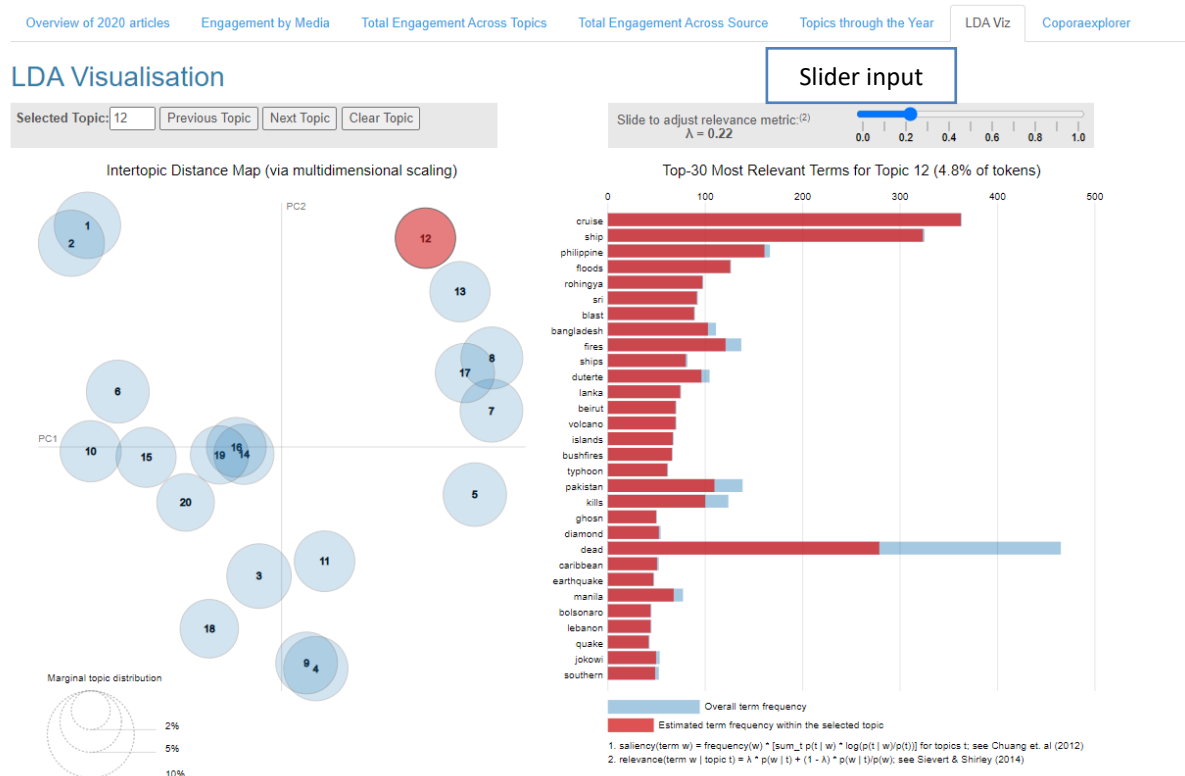 Overview of 2020 articles Engagement by Media Total Engagement Across Topics Total Engagement Across Source Topics through the Year LDA Viz Coporaexplorer
LDA Visualisation
Slider input
Selected Topic: 12 Previous Topic Next Topic Clear Topic
Slide to adjust relevance metric:(2)
λ = 0.22
0.0 0.2 0.4 0.6 0.8 1.0
Intertopic Distance Map (via multidimensional scaling)
PC2
PC1
1
2
12
13
8
17
7
6
10
15
16
19
14
5
20
11
3
18
9
4
Marginal topic distribution
2%
5%
10%
Top-30 Most Relevant Terms for Topic 12 (4.8% of tokens)
0 100 200 300 400 500
cruise
ship
philippine
floods
rohingya
sri
blast
bangladesh
fires
ships
duterte
lanka
beirut
volcano
islands
bushfires
typhoon
pakistan
kills
ghosn
diamond
dead
caribbean
earthquake
manila
bolsonaro
lebanon
quake
jokowi
southern
Overall term frequency
Estimated term frequency within the selected topic
1. saliency(term w) = frequency(w) * [sum_t p(t | w) * log(p(t | w)/p(t))] for topics t; see Chuang et. al (2012)
2. relevance(term w | topic t) = λ * p(w | t) + (1 - λ) * p(w | t)/p(w); see Sievert & Shirley (2014)